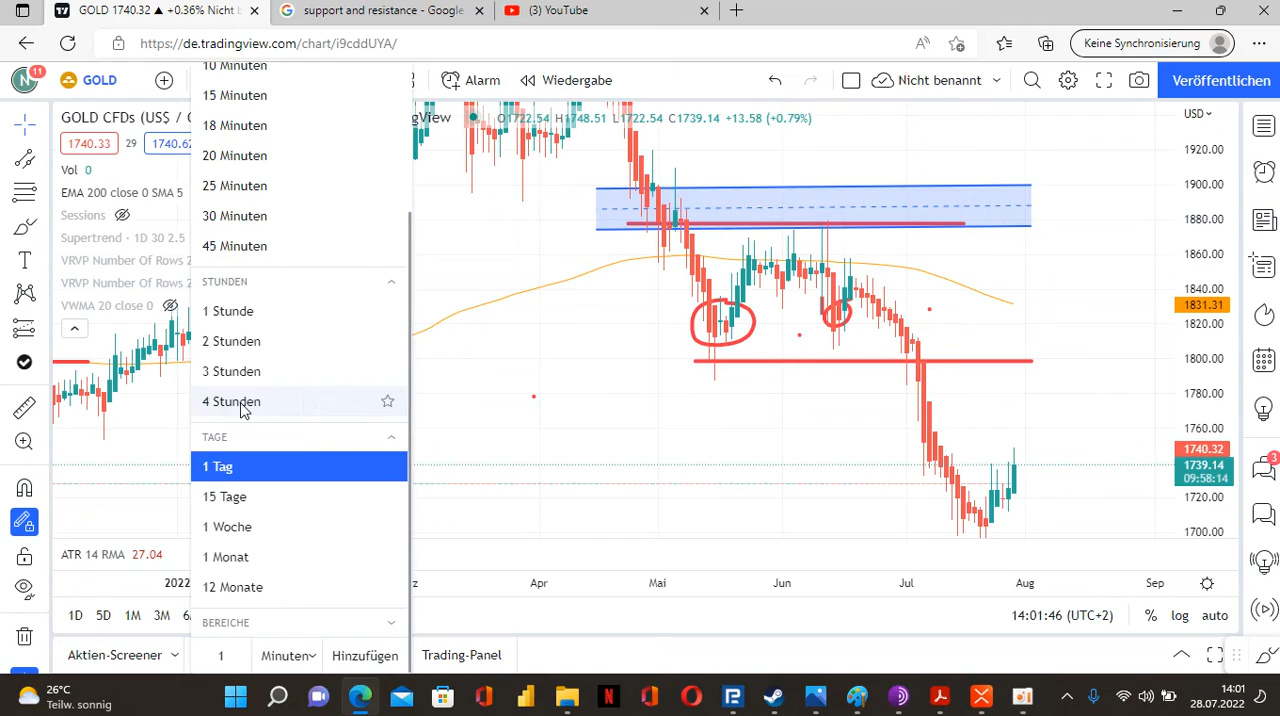 GOLD 1740.32 ▲ +0.36% Nicht b
support and resistance - Google
(3) YouTube
https://de.tradingview.com/chart/i9cddUYA/
Keine Synchronisierung
N 11
GOLD
Alarm
Wiedergabe
Nicht benannt
Veröffentlichen
GOLD CFDs (US$ / O
gView
O1722.54 H1748.51 L1722.54 C1739.14 +13.58 (+0.79%)
1740.33 29 1740.62
Vol 0
EMA 200 close 0 SMA 5
Sessions
Supertrend - 1D 30 2.5
VRVP Number Of Rows 2
VRVP Number Of Rows 2
VWMA 20 close 0
ATR 14 RMA 27.04
10 Minuten
15 Minuten
18 Minuten
20 Minuten
25 Minuten
30 Minuten
45 Minuten
STUNDEN
1 Stunde
2 Stunden
3 Stunden
4 Stunden
TAGE
1 Tag
15 Tage
1 Woche
1 Monat
12 Monate
BEREICHE
1 Minuten Hinzufügen
USD
1920.00
1900.00
1880.00
1860.00
1840.00
1831.31
1820.00
1800.00
1780.00
1760.00
1740.32
1739.14
09:58:14
1720.00
1700.00
3
2022 Apr Mai Jun Jul Aug Sep
1D 5D 1M 3M
14:01:46 (UTC+2) % log auto
Aktien-Screener
Trading-Panel
26°C
Teilw. sonnig
14:01
28.07.2022